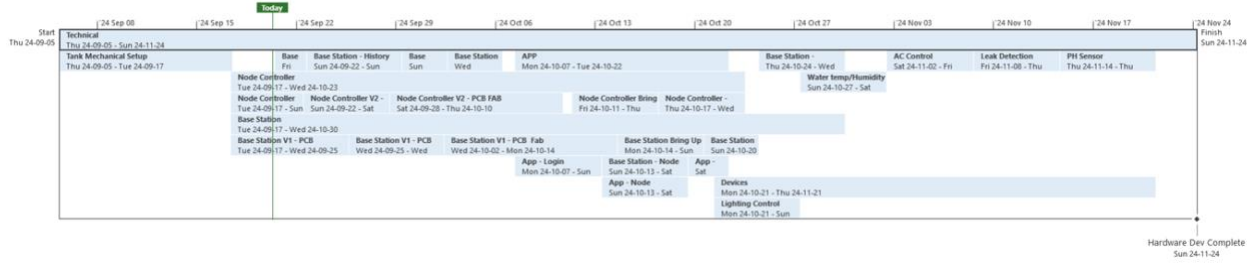 Today
'24 Sep 08 '24 Sep 15 '24 Sep 22 '24 Sep 29 '24 Oct 06 '24 Oct 13 '24 Oct 20 '24 Oct 27 '24 Nov 03 '24 Nov 10 '24 Nov 17 '24 Nov 24
Start
Thu 24-09-05
Technical
Thu 24-09-05 - Sun 24-11-24
Finish
Sun 24-11-24
Tank Mechanical Setup Base Base Station - History Base Base Station APP Base Station - AC Control Leak Detection PH Sensor
Thu 24-09-05 - Tue 24-09-17 Fri Sun 24-09-22 - Sun Sun Wed Mon 24-10-07 - Tue 24-10-22 Thu 24-10-24 - Wed Sat 24-11-02 - Fri Fri 24-11-08 - Thu Thu 24-11-14 - Thu
Node Controller Water temp/Humidity
Tue 24-09-17 - Wed 24-10-23 Sun 24-10-27 - Sat
Node Controller Node Controller V2 - Node Controller V2 - PCB FAB Node Controller Bring Node Controller -
Tue 24-09-17 - Sun Sun 24-09-22 - Sat Sat 24-09-28 - Thu 24-10-10 Fri 24-10-11 - Thu Thu 24-10-17 - Wed
Base Station
Tue 24-09-17 - Wed 24-10-30
Base Station V1 - PCB Base Station V1 - PCB Base Station V1 - PCB Fab Base Station Bring Up Base Station
Tue 24-09-17 - Wed 24-09-25 Wed 24-09-25 - Wed Wed 24-10-02 - Mon 24-10-14 Mon 24-10-14 - Sun Sun 24-10-20
App - Login Base Station - Node App -
Mon 24-10-07 - Sun Sun 24-10-13 - Sat Sat
App - Node Devices
Sun 24-10-13 - Sat Mon 24-10-21 - Thu 24-11-21
Lighting Control
Mon 24-10-21 - Sun
Hardware Dev Complete
Sun 24-11-24